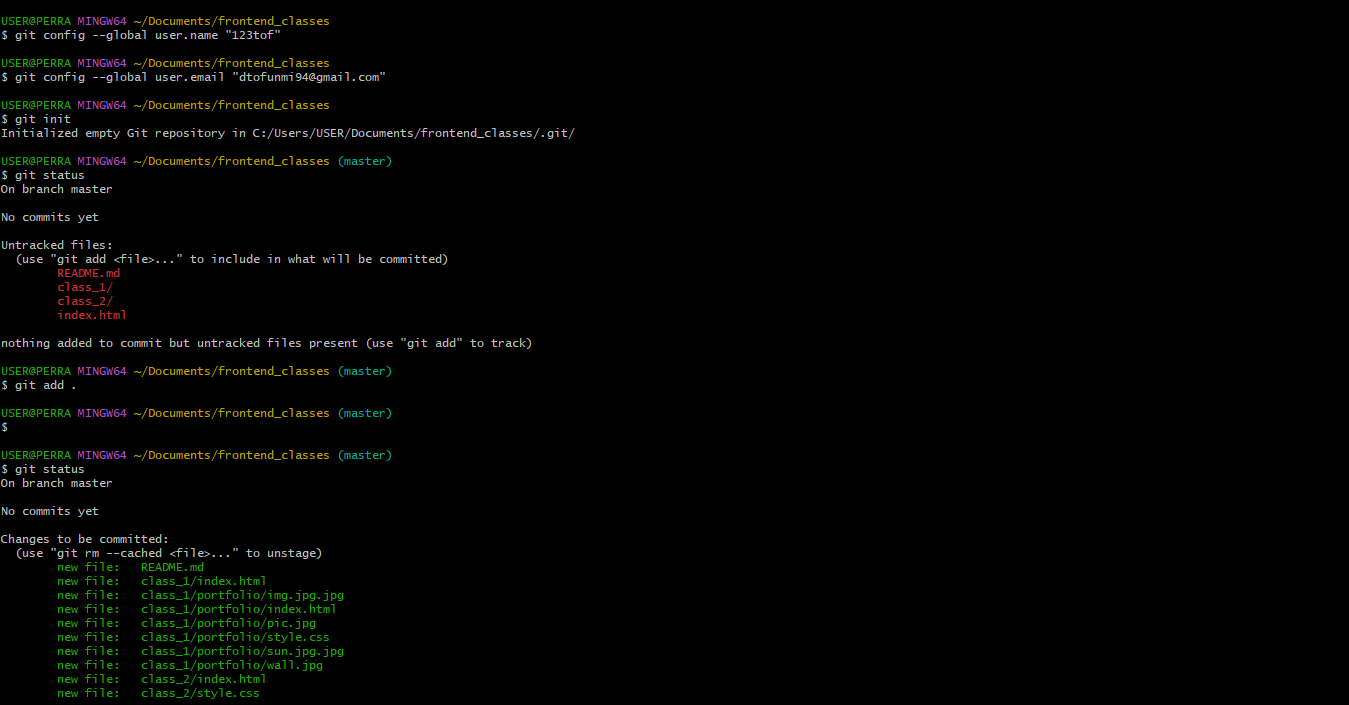 USER@PERRA MINGW64 ~/Documents/frontend_classes
$ git config --global user.name "123tof"
USER@PERRA MINGW64 ~/Documents/frontend_classes
$ git config --global user.email "dtofunmi94@gmail.com"
USER@PERRA MINGW64 ~/Documents/frontend_classes
$ git init
Initialized empty Git repository in C:/Users/USER/Documents/frontend_classes/.git/
USER@PERRA MINGW64 ~/Documents/frontend_classes (master)
$ git status
On branch master
No commits yet
Untracked files:
(use "git add <file>..." to include in what will be committed)
README.md
class_1/
class_2/
index.html
nothing added to commit but untracked files present (use "git add" to track)
USER@PERRA MINGW64 ~/Documents/frontend_classes (master)
$ git add .
USER@PERRA MINGW64 ~/Documents/frontend_classes (master)
$
USER@PERRA MINGW64 ~/Documents/frontend_classes (master)
$ git status
On branch master
No commits yet
Changes to be committed:
(use "git rm --cached <file>..." to unstage)
new file: README.md
new file: class_1/index.html
new file: class_1/portfolio/img.jpg.jpg
new file: class_1/portfolio/index.html
new file: class_1/portfolio/pic.jpg
new file: class_1/portfolio/style.css
new file: class_1/portfolio/sun.jpg.jpg
new file: class_1/portfolio/wall.jpg
new file: class_2/index.html
new file: class_2/style.css